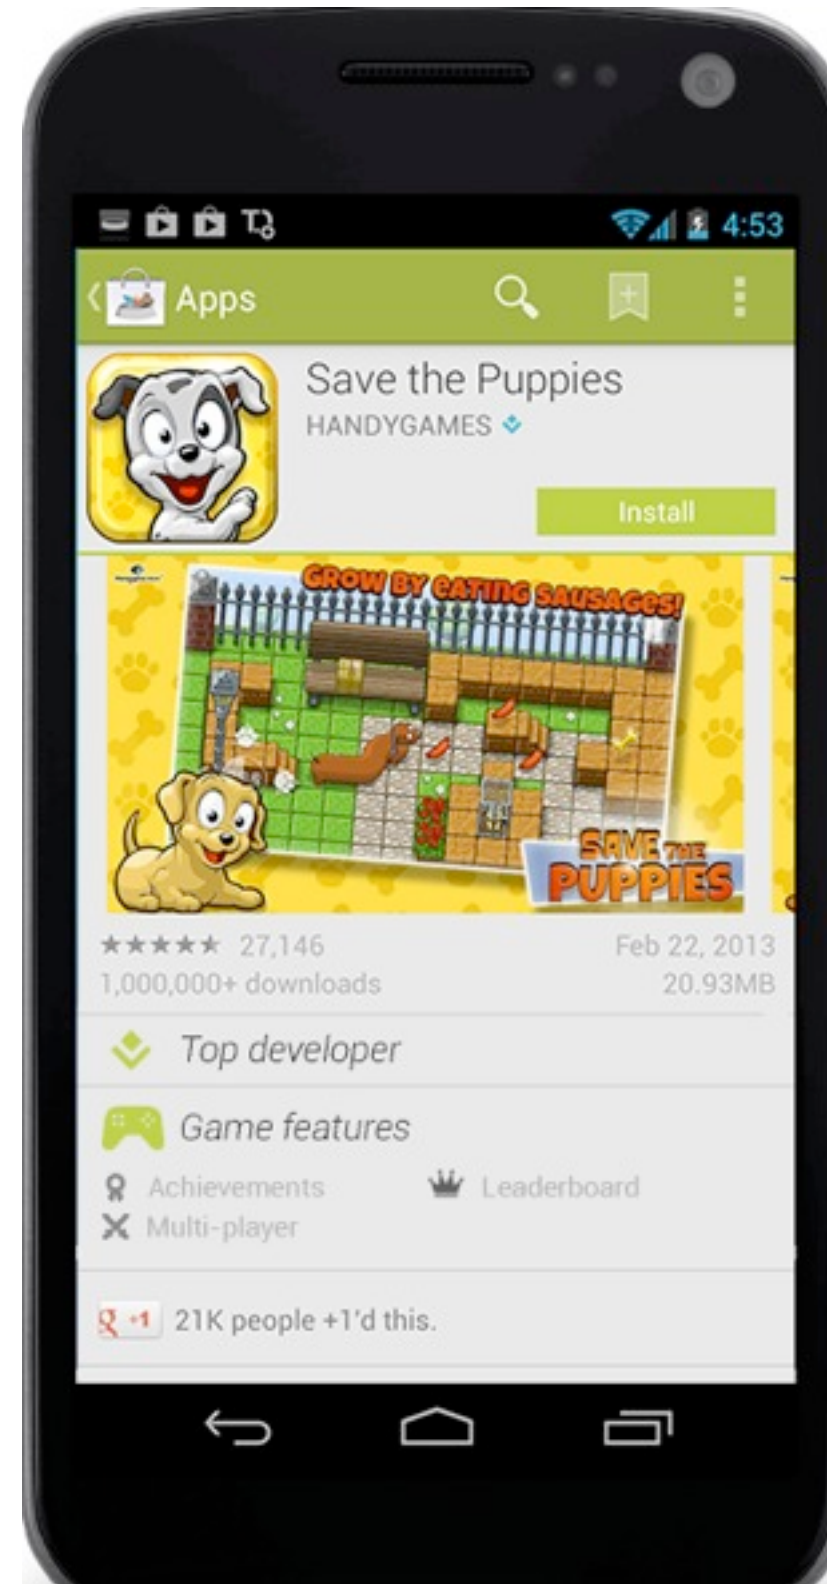 4:53
Apps
Save the Puppies
HANDYGAMES
Install
GROW BY EATING SAUSAGES!
SAVE THE
PUPPIES
★★★★★ 27,146
Feb 22, 2013
1,000,000+ downloads
20.93MB
Top developer
Game features
Achievements
Leaderboard
Multi-player
g +1 21K people +1'd this.